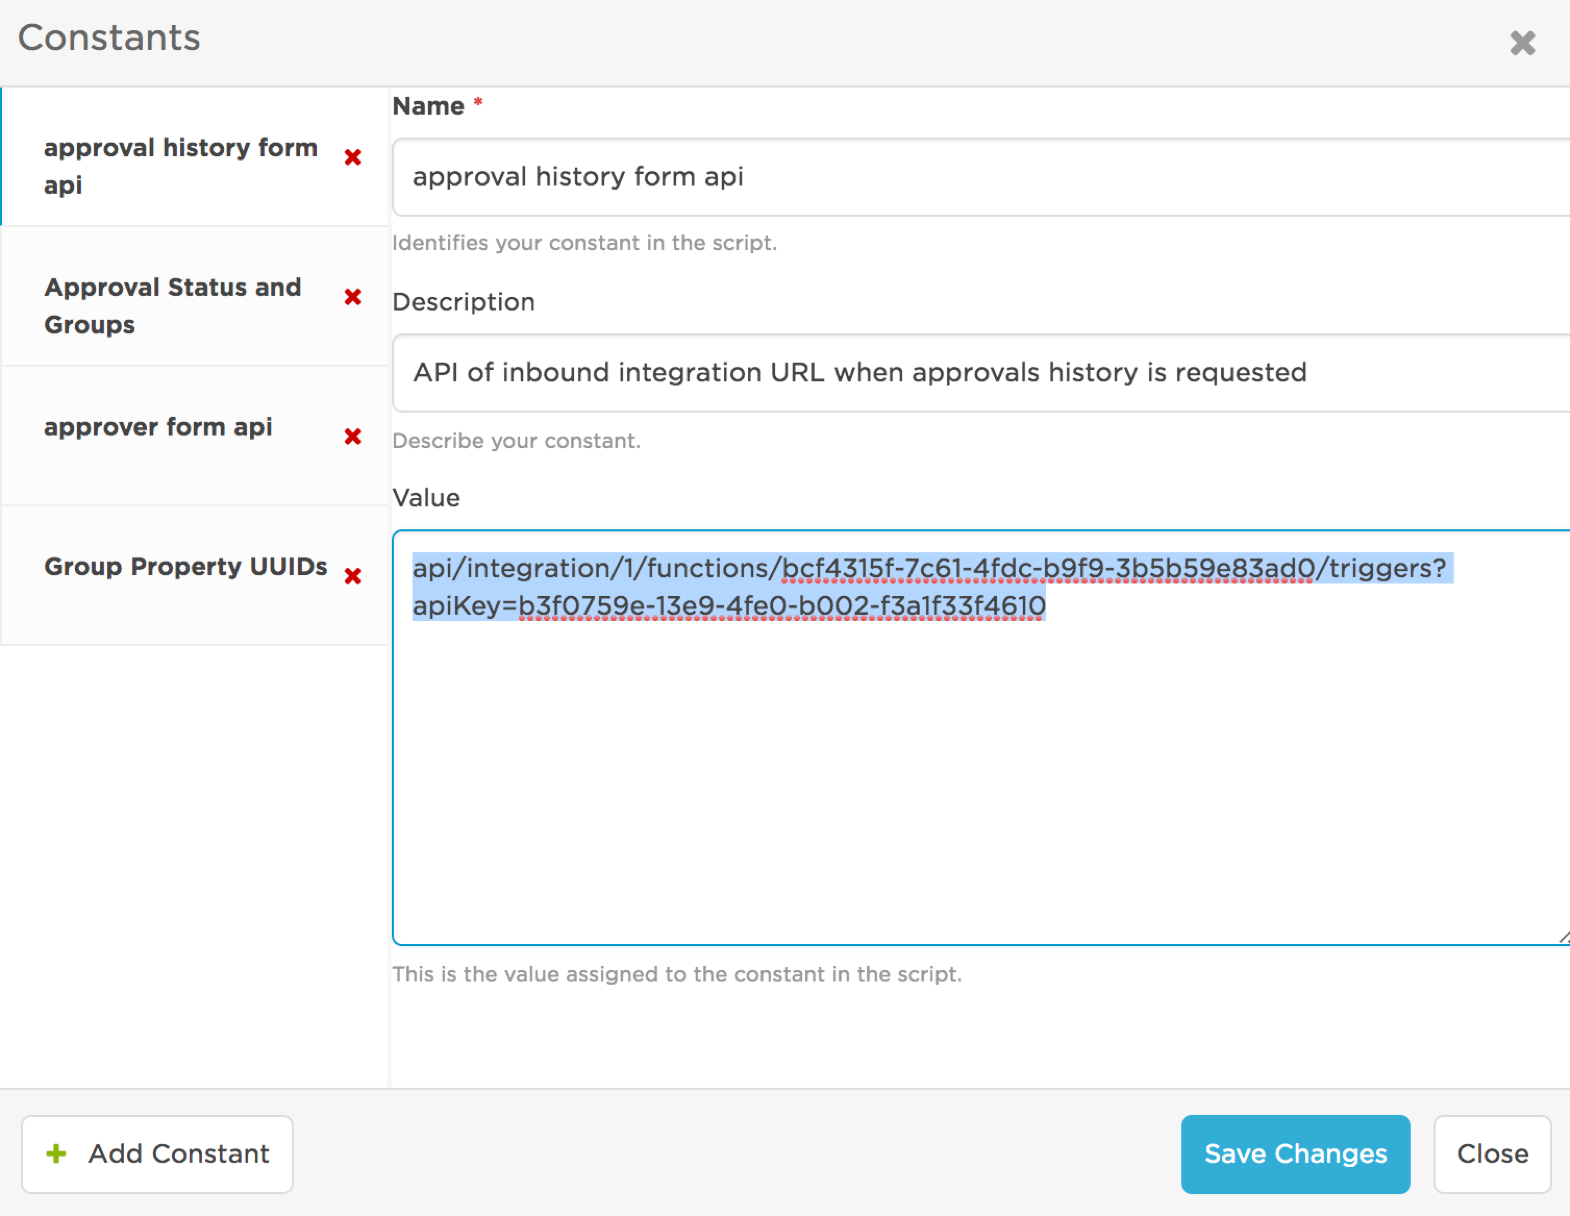 Constants
approval history form
api
Approval Status and
Groups
approver form api
Group Property UUIDs
Name *
approval history form api
Identifies your constant in the script.
Description
API of inbound integration URL when approvals history is requested
Describe your constant.
Value
api/integration/1/functions/bcf4315f-7c61-4fdc-b9f9-3b5b59e83ad0/triggers?
apiKey=b3f0759e-13e9-4fe0-b002-f3a1f33f4610
This is the value assigned to the constant in the script.
Add Constant
Save Changes
Close